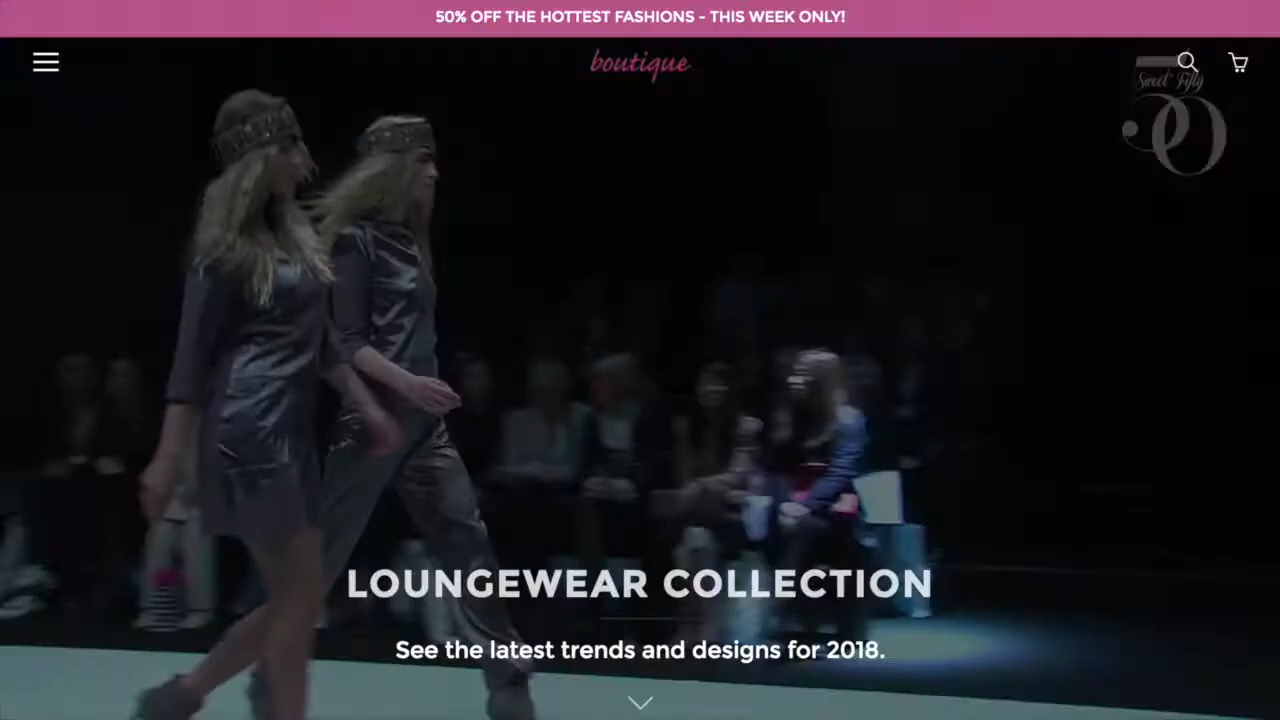 50% OFF THE HOTTEST FASHIONS - THIS WEEK ONLY!
boutique
Sweet Fifty
50
LOUNGEWEAR COLLECTION
See the latest trends and designs for 2018.